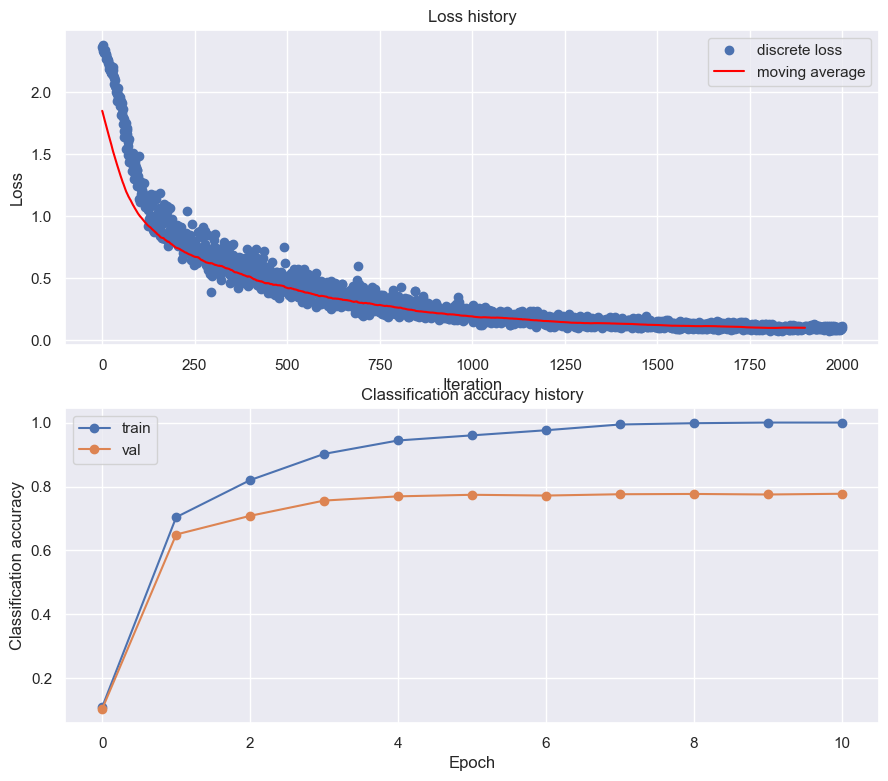 Loss history
discrete loss
moving average
Loss
2.0
1.5
1.0
0.5
0.0
0 250 500 750 1000 1250 1500 1750 2000
Iteration
Classification accuracy history
train
val
Classification accuracy
1.0
0.8
0.6
0.4
0.2
0 2 4 6 8 10
Epoch